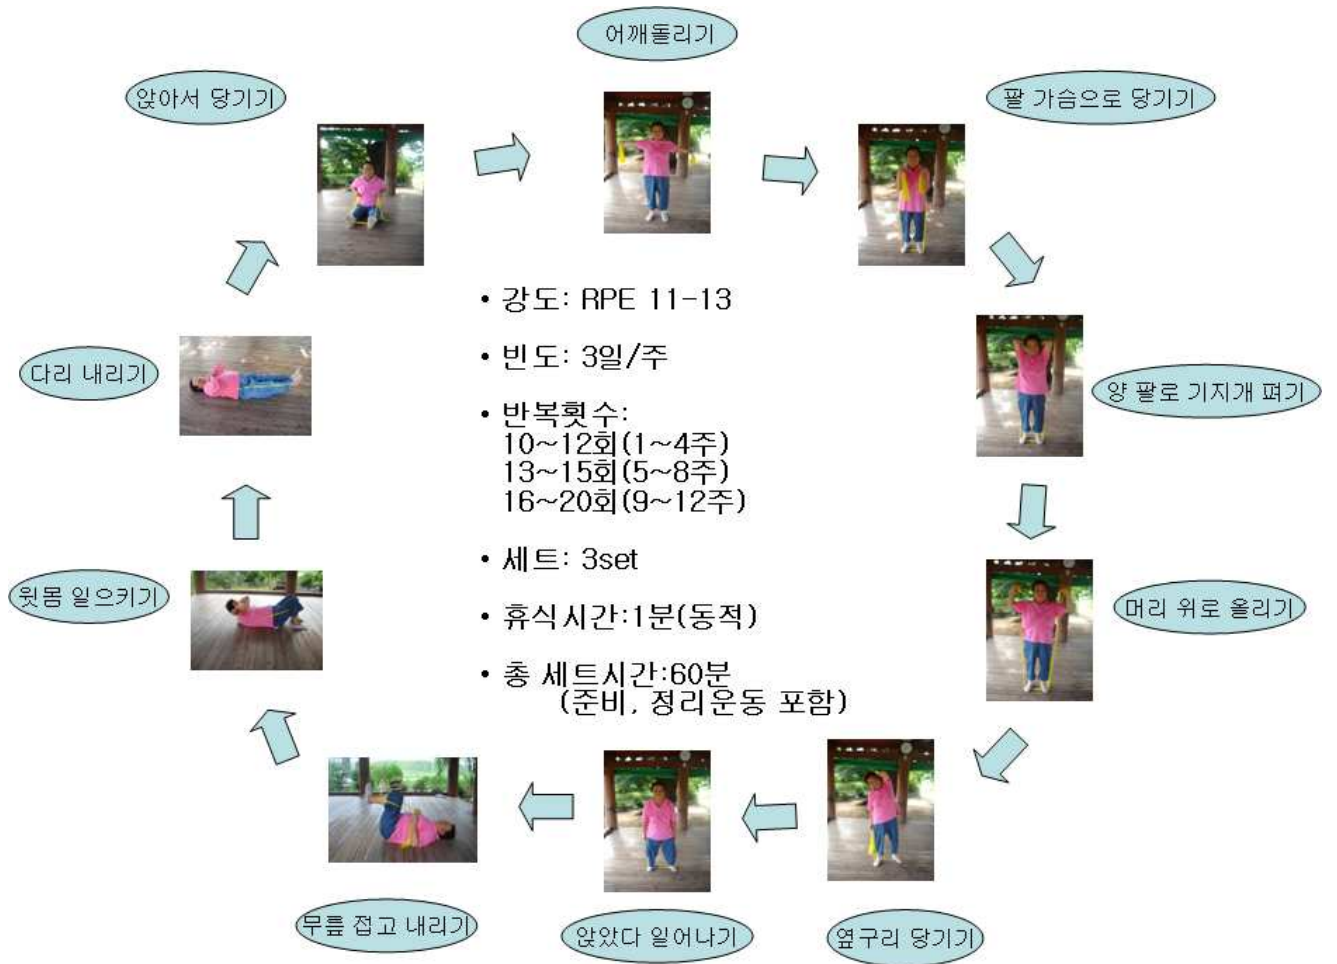 어깨돌리기
앉아서 당기기
팔 가슴으로 당기기
• 강도: RPE 11-13
• 빈도: 3일/주
다리 내리기
양 팔로 기지개 펴기
• 반복횟수:
10~12회(1~4주)
13~15회(5~8주)
16~20회(9~12주)
• 세트: 3set
윗몸 일으키기
머리 위로 올리기
• 휴식시간:1분(동적)
• 총 세트시간:60분
(준비, 정리운동 포함)
무릎 접고 내리기
앉았다 일어나기
옆구리 당기기